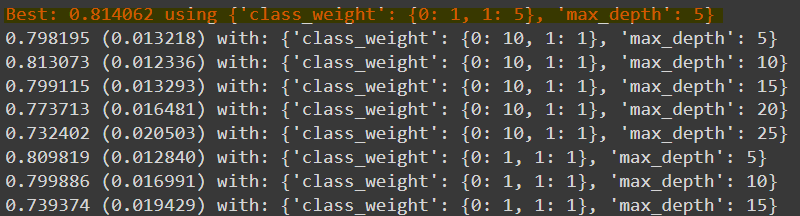 Best: 0.814062 using {'class_weight': {0: 1, 1: 5}, 'max_depth': 5}
0.798195 (0.013218) with: {'class_weight': {0: 10, 1: 1}, 'max_depth': 5}
0.813073 (0.012336) with: {'class_weight': {0: 10, 1: 1}, 'max_depth': 10}
0.799115 (0.013293) with: {'class_weight': {0: 10, 1: 1}, 'max_depth': 15}
0.773713 (0.016481) with: {'class_weight': {0: 10, 1: 1}, 'max_depth': 20}
0.732402 (0.020503) with: {'class_weight': {0: 10, 1: 1}, 'max_depth': 25}
0.809819 (0.012840) with: {'class_weight': {0: 1, 1: 1}, 'max_depth': 5}
0.799886 (0.016991) with: {'class_weight': {0: 1, 1: 1}, 'max_depth': 10}
0.739374 (0.019429) with: {'class_weight': {0: 1, 1: 1}, 'max_depth': 15}